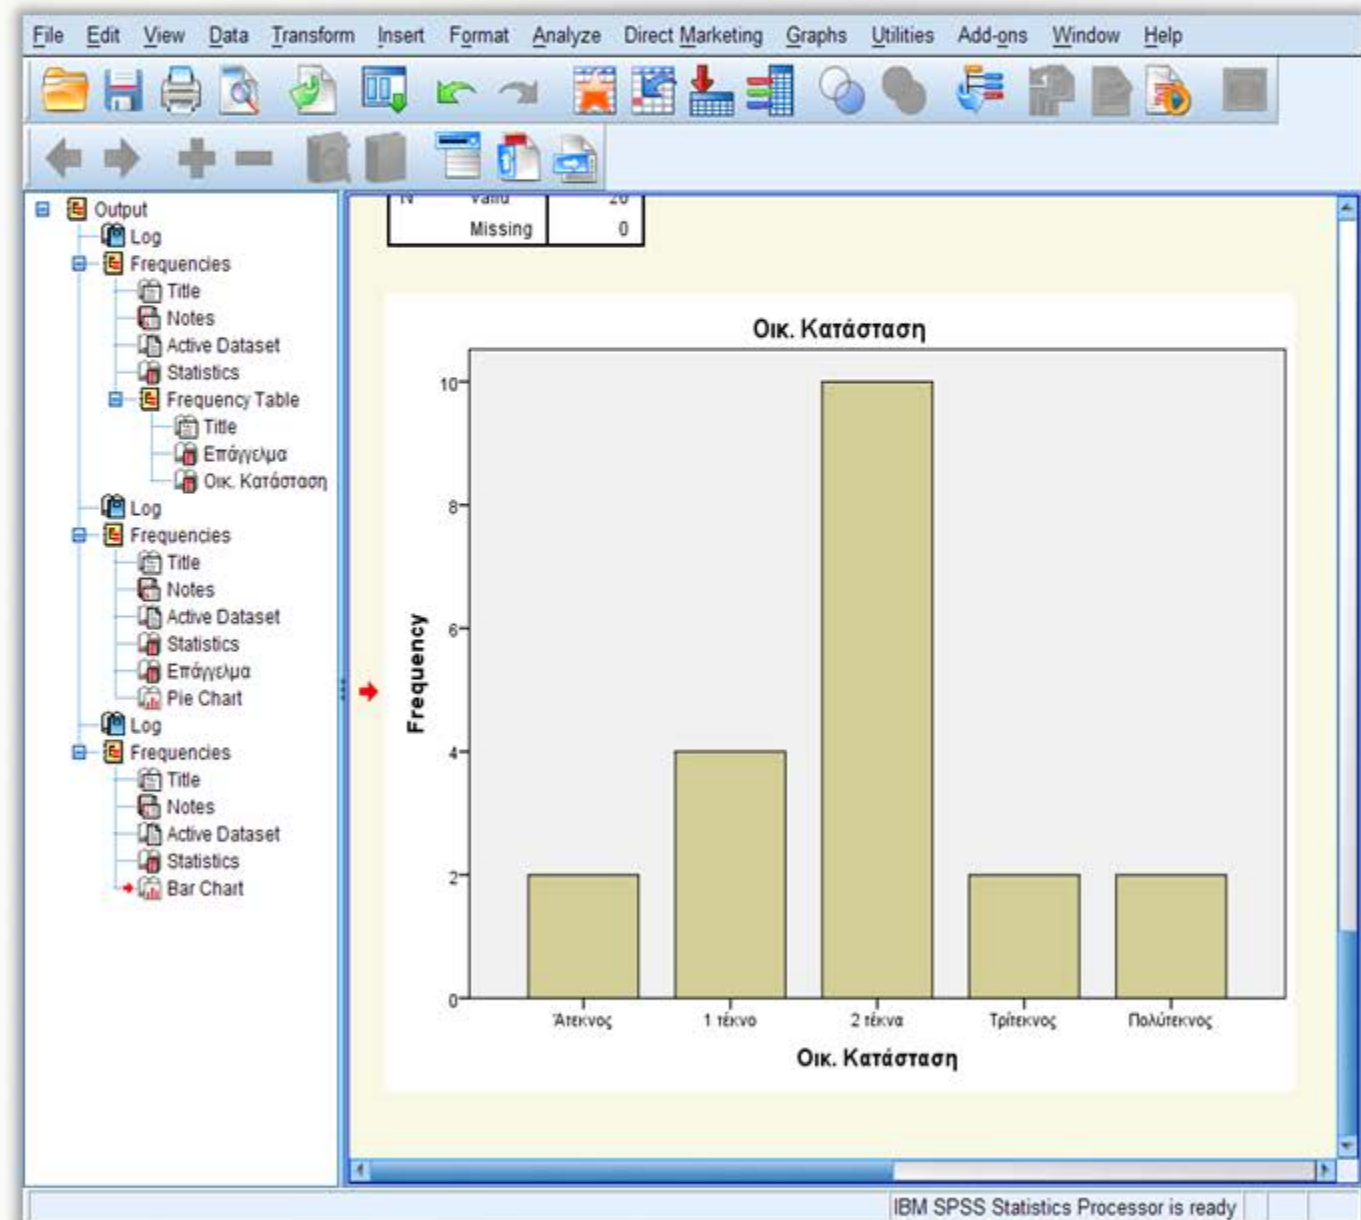 File Edit View Data Transform Insert Format Analyze Direct Marketing Graphs Utilities Add-ons Window Help
Output
Log
Frequencies
Title
Notes
Active Dataset
Statistics
Frequency Table
Title
Επάγγελμα
Οικ. Κατάσταση
Log
Frequencies
Title
Notes
Active Dataset
Statistics
Επάγγελμα
Pie Chart
Log
Frequencies
Title
Notes
Active Dataset
Statistics
Bar Chart
N Valid 20
Missing 0
Οικ. Κατάσταση
Frequency
10
8
6
4
2
0
Άτεκνος 1 τέκνο 2 τέκνα Τρίτεκνος Πολύτεκνος
Οικ. Κατάσταση
IBM SPSS Statistics Processor is ready